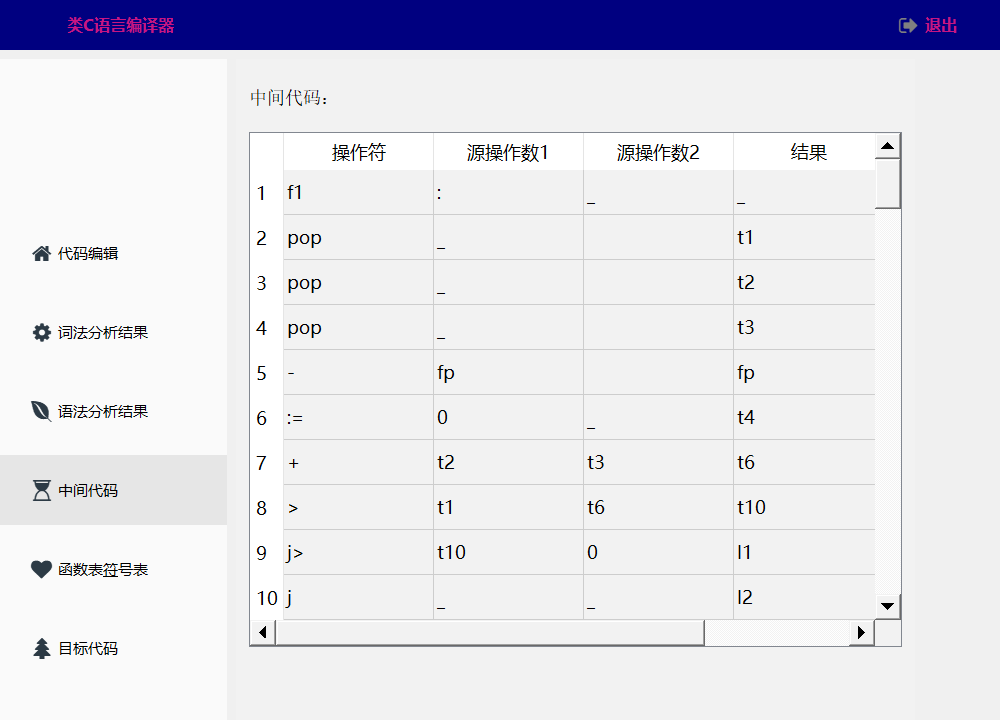 类C语言编译器 退出
中间代码：
操作符 源操作数1 源操作数2 结果
1 f1 : _ _
2 pop _ t1
代码编辑
3 pop _ t2
词法分析结果
4 pop _ t3
5 - fp fp
语法分析结果
6 := 0 _ t4
7 + t2 t3 t6
中间代码
8 > t1 t6 t10
9 j> t10 0 l1
函数表符号表
10 j _ _ l2
目标代码